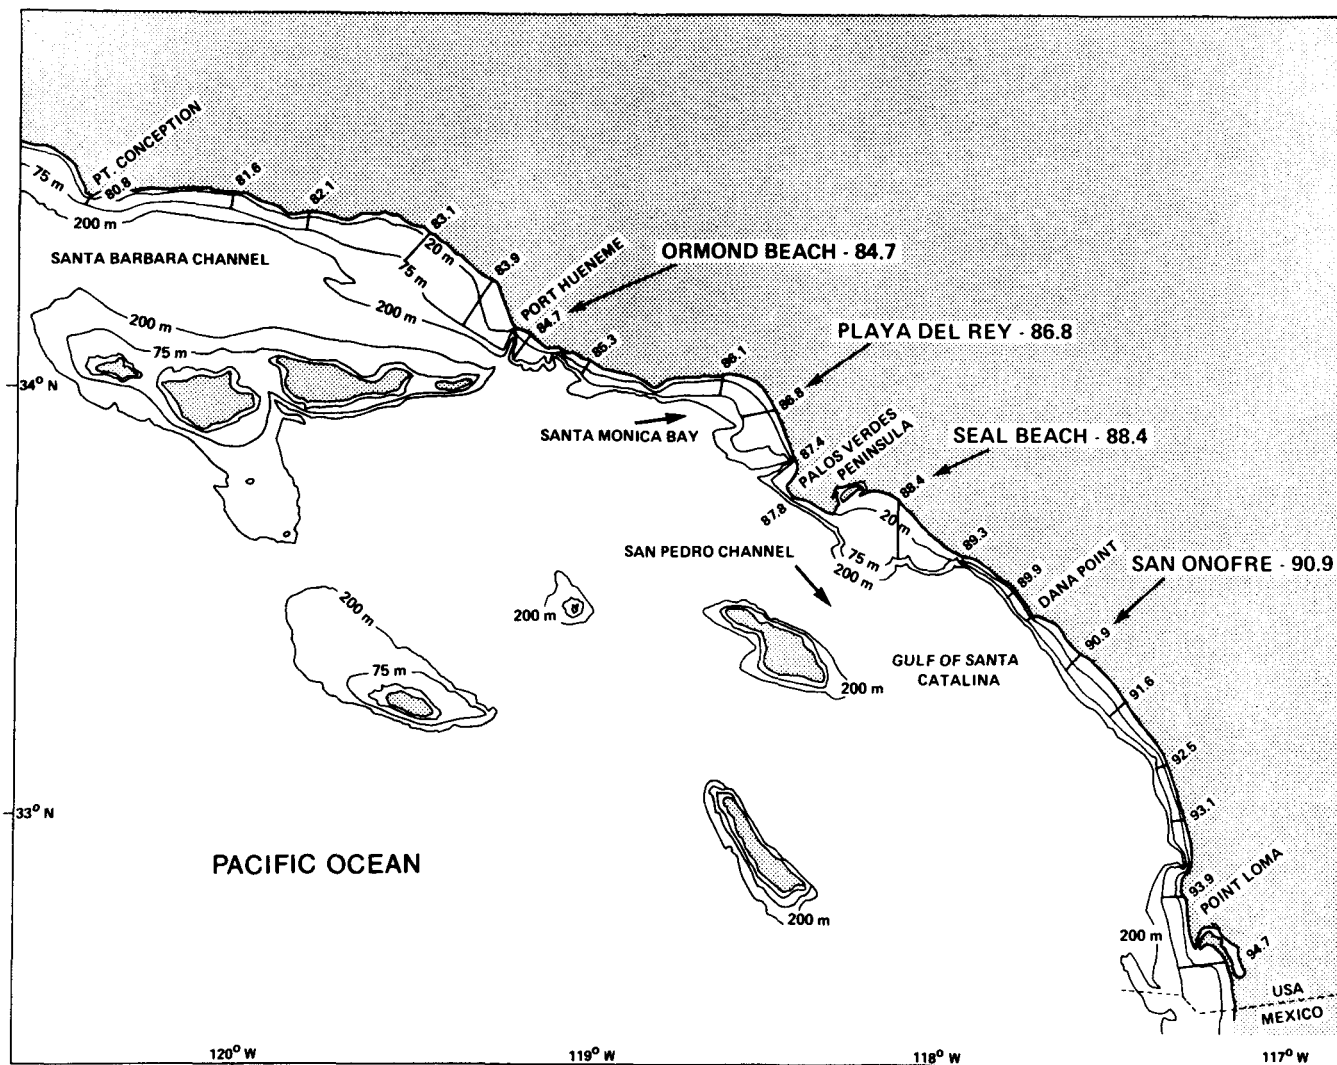 PT. CONCEPTION
80.8
81.6
82.1
83.1
83.9
75 m
200 m
SANTA BARBARA CHANNEL
20 m
75 m
200 m
PORT HUENEME
84.7
ORMOND BEACH - 84.7
85.3
86.1
PLAYA DEL REY - 86.8
86.8
200 m
75 m
34° N
SANTA MONICA BAY
87.4
PALOS VERDES
PENINSULA
87.8
SEAL BEACH - 88.4
88.4
20 m
75 m
200 m
SAN PEDRO CHANNEL
89.3
89.9
DANA POINT
SAN ONOFRE - 90.9
90.9
200 m
200 m
75 m
GULF OF SANTA
CATALINA
200 m
91.6
92.5
33° N
93.1
PACIFIC OCEAN
200 m
93.9
POINT LOMA
200 m
94.7
USA
MEXICO
120° W
119° W
118° W
117° W